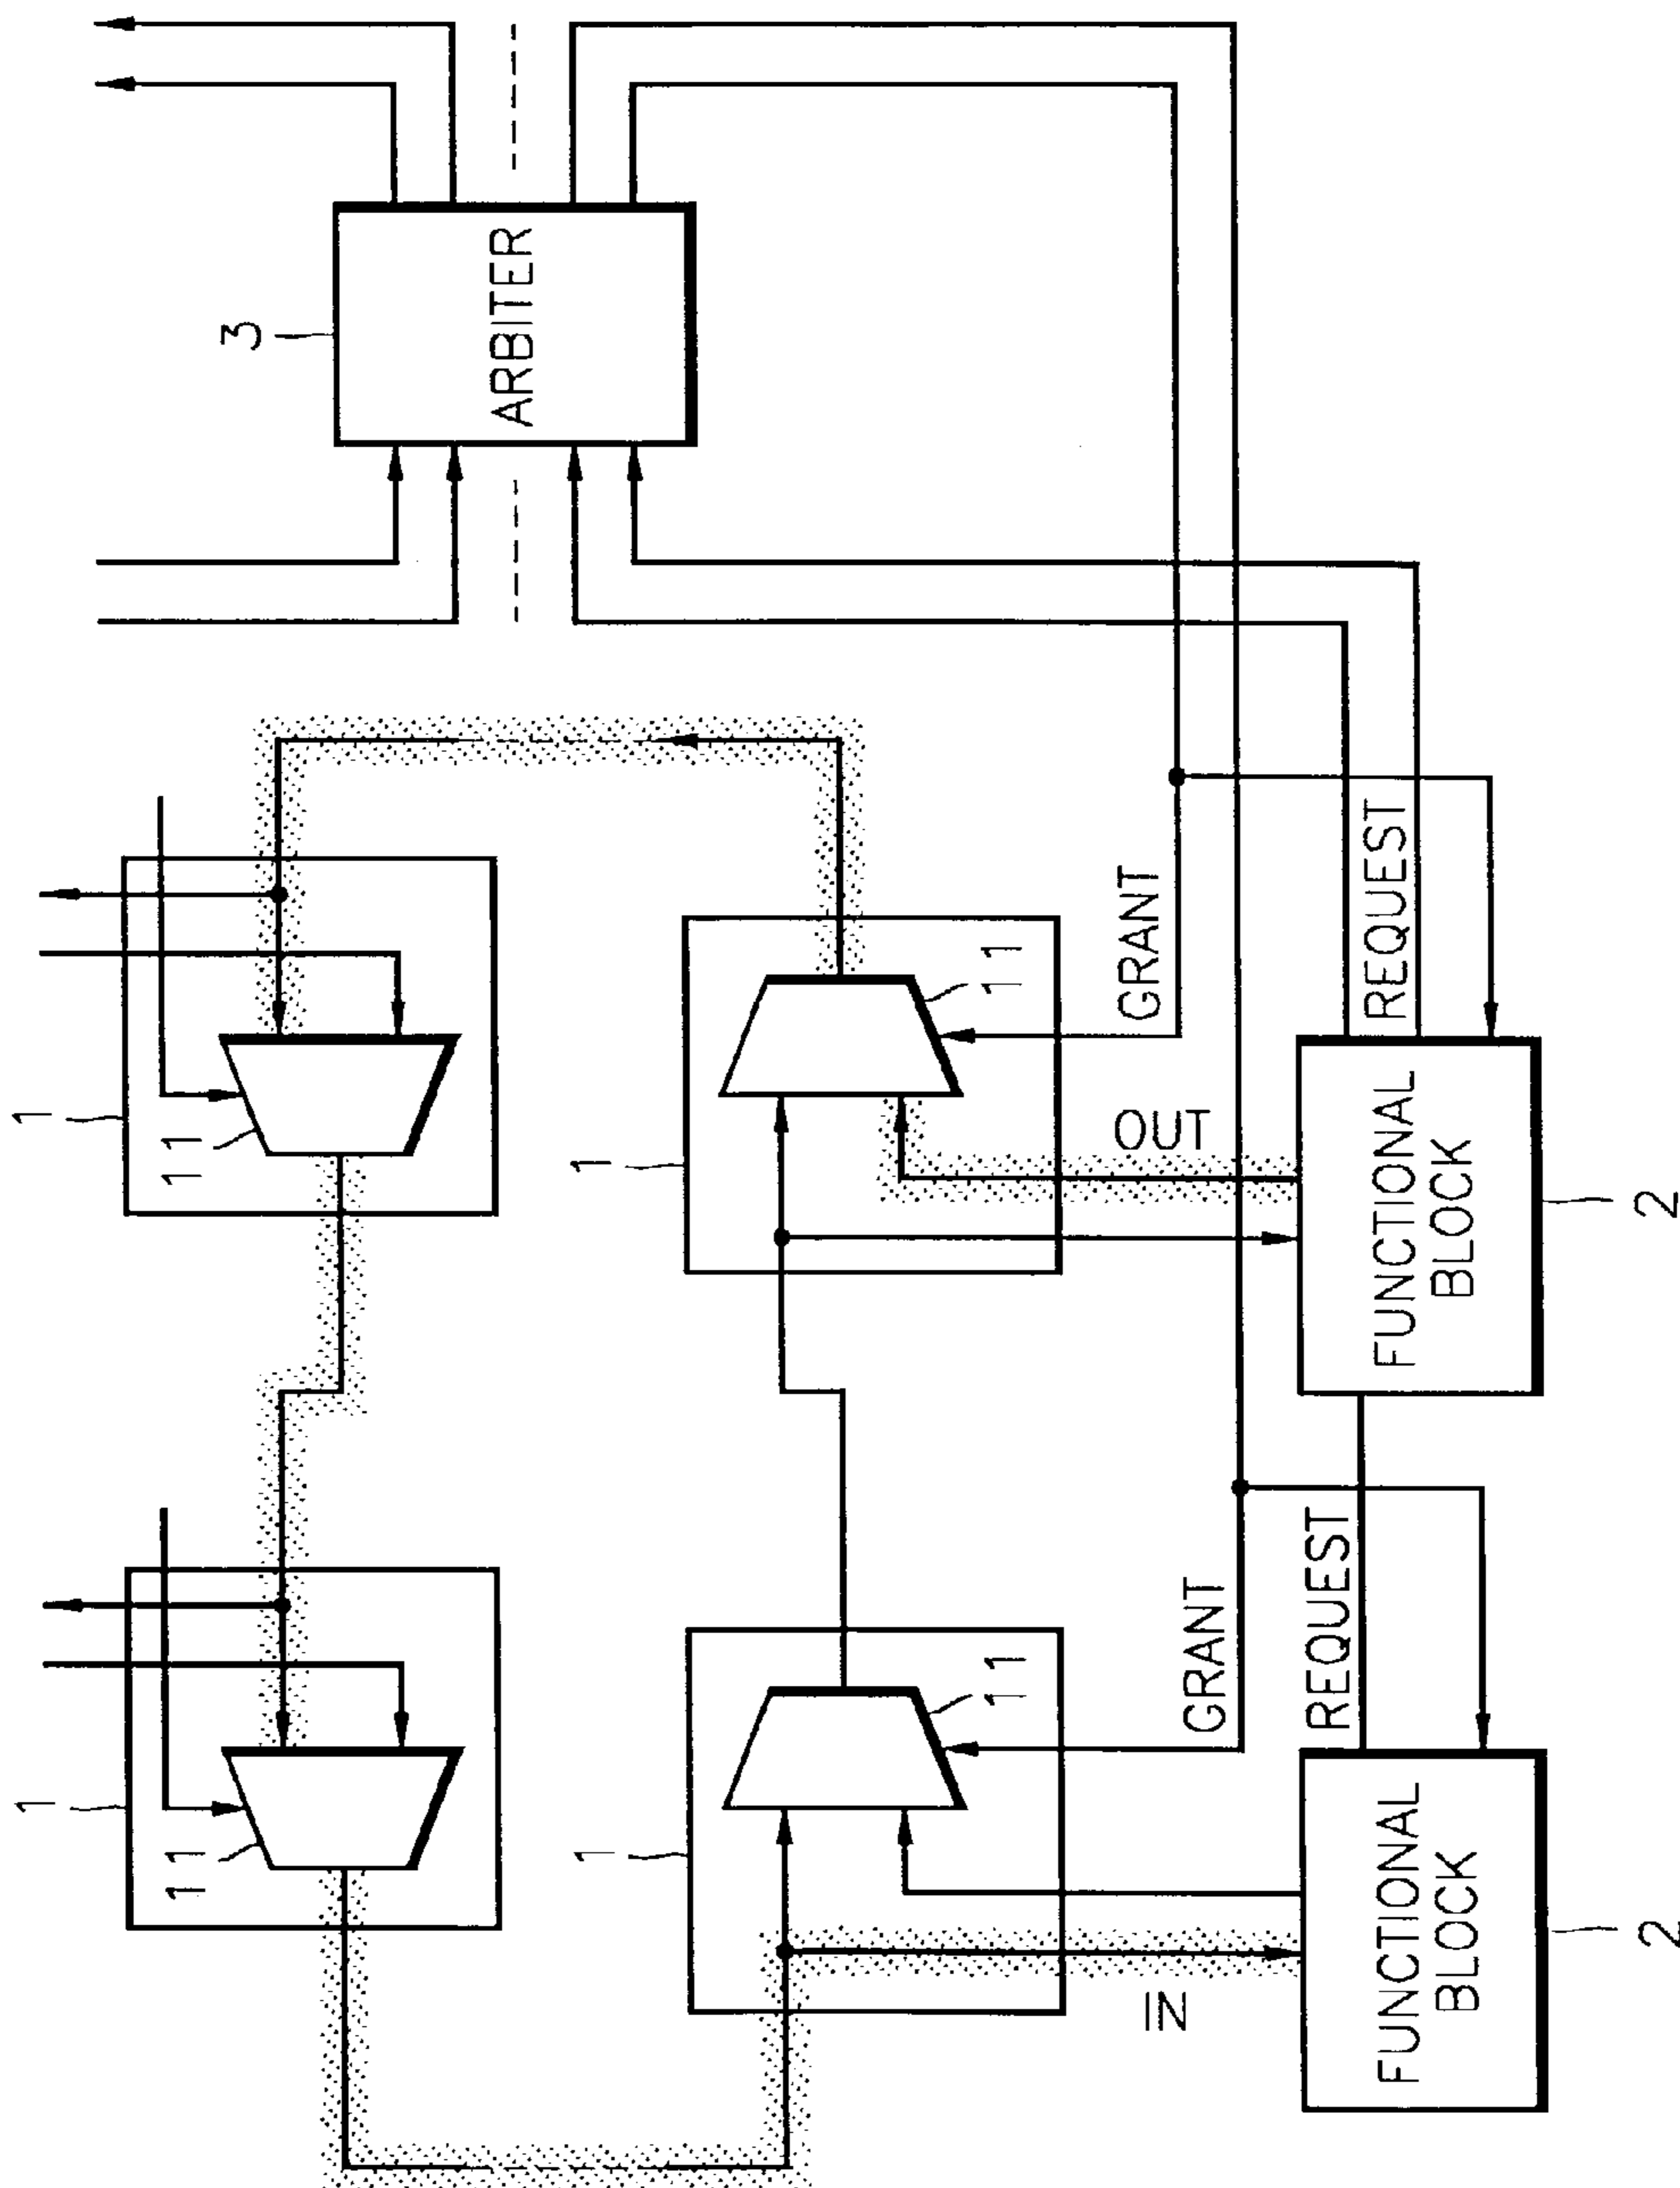 1
1
11
11
3
ARBITER
1
1
11
11
IN
OUT
GRANT
GRANT
REQUEST
REQUEST
FUNCTIONAL
BLOCK
FUNCTIONAL
BLOCK
2
2